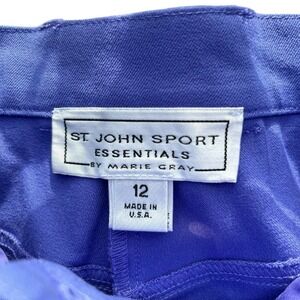 ST. JOHN SPORT
ESSENTIALS
BY MARIE GRAY
12
MADE IN
U.S.A.